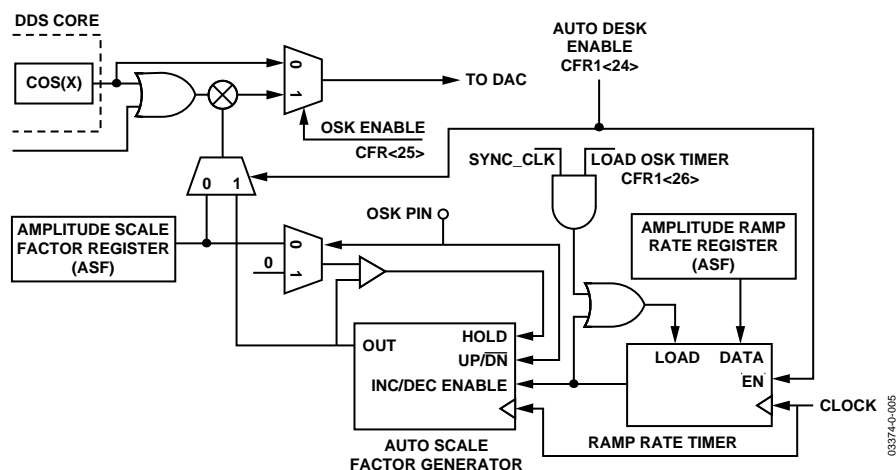 DDS CORE
COS(X)
0
1
TO DAC
OSK ENABLE
CFR<25>
AUTO DESK
ENABLE
CFR1<24>
0 1
SYNC_CLK
LOAD OSK TIMER
CFR1<26>
OSK PIN
AMPLITUDE SCALE
FACTOR REGISTER
(ASF)
0
1
0
AMPLITUDE RAMP
RATE REGISTER
(ASF)
HOLD
OUT
UP/DN
INC/DEC ENABLE
LOAD DATA
EN
CLOCK
RAMP RATE TIMER
AUTO SCALE
FACTOR GENERATOR
03374-0-005